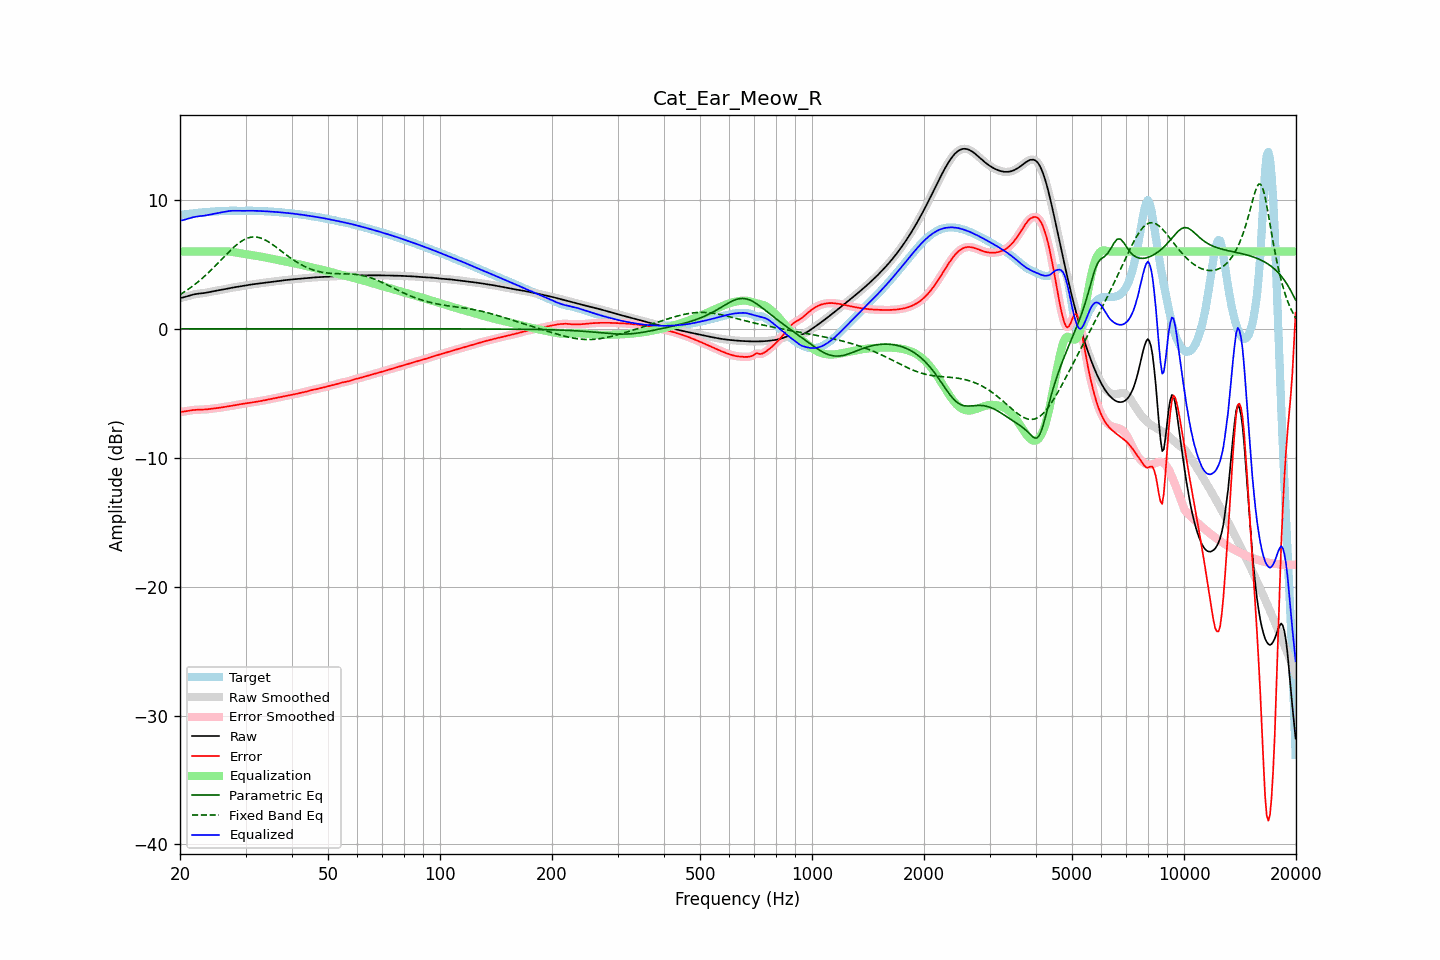 Cat_Ear_Meow_R
Amplitude (dBr)
10
0
−10
−20
−30
−40
Target
Raw Smoothed
Error Smoothed
Raw
Error
Equalization
Parametric Eq
Fixed Band Eq
Equalized
20 50 100 200 500 1000 2000 5000 10000 20000
Frequency (Hz)